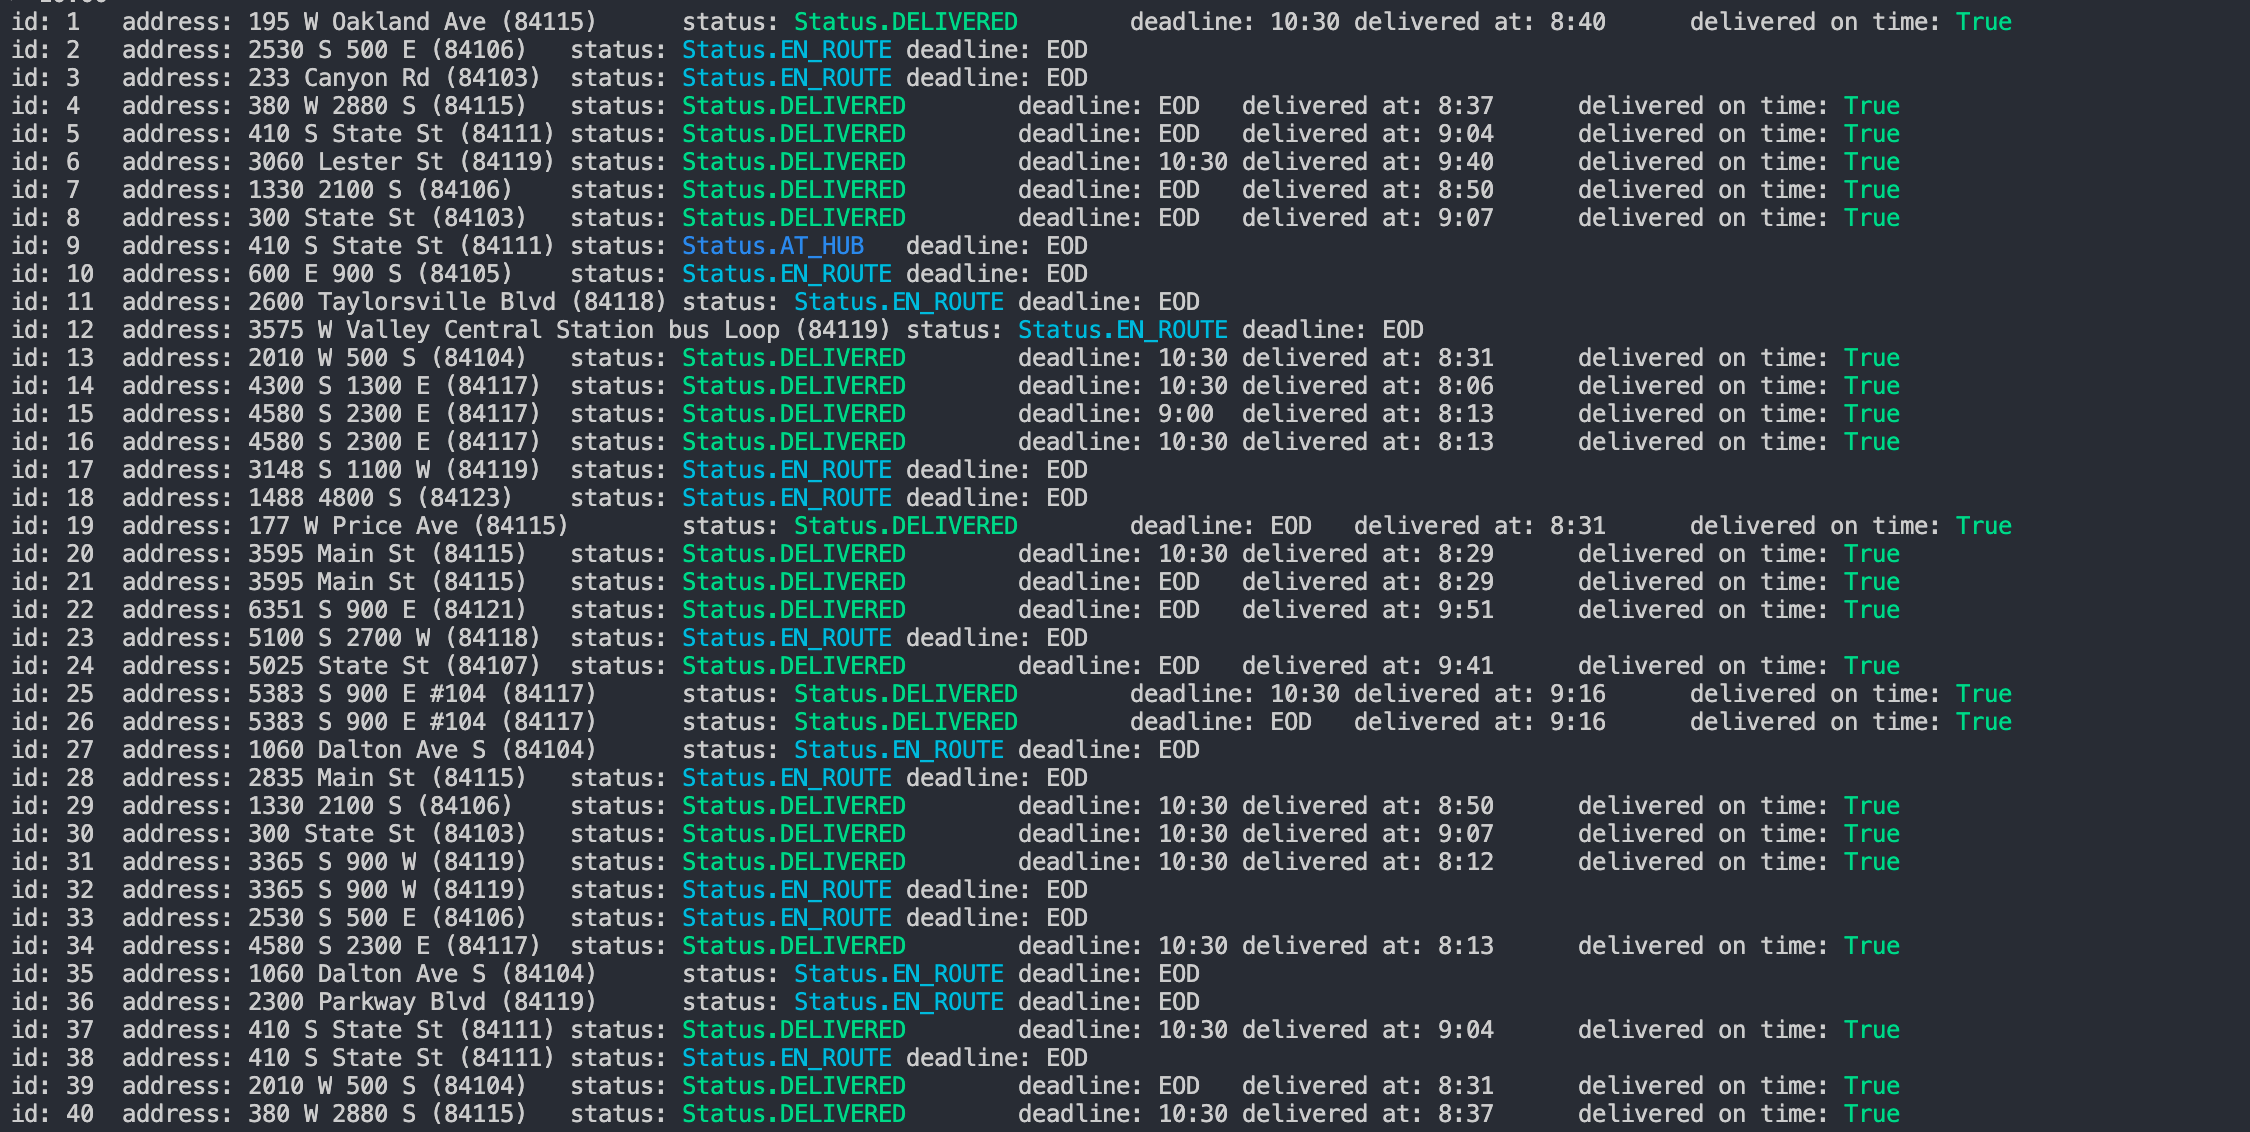 id: 1 address: 195 W Oakland Ave (84115) status: Status.DELIVERED deadline: 10:30 delivered at: 8:40 delivered on time: True
id: 2 address: 2530 S 500 E (84106) status: Status.EN_ROUTE deadline: EOD
id: 3 address: 233 Canyon Rd (84103) status: Status.EN_ROUTE deadline: EOD
id: 4 address: 380 W 2880 S (84115) status: Status.DELIVERED deadline: EOD delivered at: 8:37 delivered on time: True
id: 5 address: 410 S State St (84111) status: Status.DELIVERED deadline: EOD delivered at: 9:04 delivered on time: True
id: 6 address: 3060 Lester St (84119) status: Status.DELIVERED deadline: 10:30 delivered at: 9:40 delivered on time: True
id: 7 address: 1330 2100 S (84106) status: Status.DELIVERED deadline: EOD delivered at: 8:50 delivered on time: True
id: 8 address: 300 State St (84103) status: Status.DELIVERED deadline: EOD delivered at: 9:07 delivered on time: True
id: 9 address: 410 S State St (84111) status: Status.AT_HUB deadline: EOD
id: 10 address: 600 E 900 S (84105) status: Status.EN_ROUTE deadline: EOD
id: 11 address: 2600 Taylorsville Blvd (84118) status: Status.EN_ROUTE deadline: EOD
id: 12 address: 3575 W Valley Central Station bus Loop (84119) status: Status.EN_ROUTE deadline: EOD
id: 13 address: 2010 W 500 S (84104) status: Status.DELIVERED deadline: 10:30 delivered at: 8:31 delivered on time: True
id: 14 address: 4300 S 1300 E (84117) status: Status.DELIVERED deadline: 10:30 delivered at: 8:06 delivered on time: True
id: 15 address: 4580 S 2300 E (84117) status: Status.DELIVERED deadline: 9:00 delivered at: 8:13 delivered on time: True
id: 16 address: 4580 S 2300 E (84117) status: Status.DELIVERED deadline: 10:30 delivered at: 8:13 delivered on time: True
id: 17 address: 3148 S 1100 W (84119) status: Status.EN_ROUTE deadline: EOD
id: 18 address: 1488 4800 S (84123) status: Status.EN_ROUTE deadline: EOD
id: 19 address: 177 W Price Ave (84115) status: Status.DELIVERED deadline: EOD delivered at: 8:31 delivered on time: True
id: 20 address: 3595 Main St (84115) status: Status.DELIVERED deadline: 10:30 delivered at: 8:29 delivered on time: True
id: 21 address: 3595 Main St (84115) status: Status.DELIVERED deadline: EOD delivered at: 8:29 delivered on time: True
id: 22 address: 6351 S 900 E (84121) status: Status.DELIVERED deadline: EOD delivered at: 9:51 delivered on time: True
id: 23 address: 5100 S 2700 W (84118) status: Status.EN_ROUTE deadline: EOD
id: 24 address: 5025 State St (84107) status: Status.DELIVERED deadline: EOD delivered at: 9:41 delivered on time: True
id: 25 address: 5383 S 900 E #104 (84117) status: Status.DELIVERED deadline: 10:30 delivered at: 9:16 delivered on time: True
id: 26 address: 5383 S 900 E #104 (84117) status: Status.DELIVERED deadline: EOD delivered at: 9:16 delivered on time: True
id: 27 address: 1060 Dalton Ave S (84104) status: Status.EN_ROUTE deadline: EOD
id: 28 address: 2835 Main St (84115) status: Status.EN_ROUTE deadline: EOD
id: 29 address: 1330 2100 S (84106) status: Status.DELIVERED deadline: 10:30 delivered at: 8:50 delivered on time: True
id: 30 address: 300 State St (84103) status: Status.DELIVERED deadline: 10:30 delivered at: 9:07 delivered on time: True
id: 31 address: 3365 S 900 W (84119) status: Status.DELIVERED deadline: 10:30 delivered at: 8:12 delivered on time: True
id: 32 address: 3365 S 900 W (84119) status: Status.EN_ROUTE deadline: EOD
id: 33 address: 2530 S 500 E (84106) status: Status.EN_ROUTE deadline: EOD
id: 34 address: 4580 S 2300 E (84117) status: Status.DELIVERED deadline: 10:30 delivered at: 8:13 delivered on time: True
id: 35 address: 1060 Dalton Ave S (84104) status: Status.EN_ROUTE deadline: EOD
id: 36 address: 2300 Parkway Blvd (84119) status: Status.EN_ROUTE deadline: EOD
id: 37 address: 410 S State St (84111) status: Status.DELIVERED deadline: 10:30 delivered at: 9:04 delivered on time: True
id: 38 address: 410 S State St (84111) status: Status.EN_ROUTE deadline: EOD
id: 39 address: 2010 W 500 S (84104) status: Status.DELIVERED deadline: EOD delivered at: 8:31 delivered on time: True
id: 40 address: 380 W 2880 S (84115) status: Status.DELIVERED deadline: 10:30 delivered at: 8:37 delivered on time: True